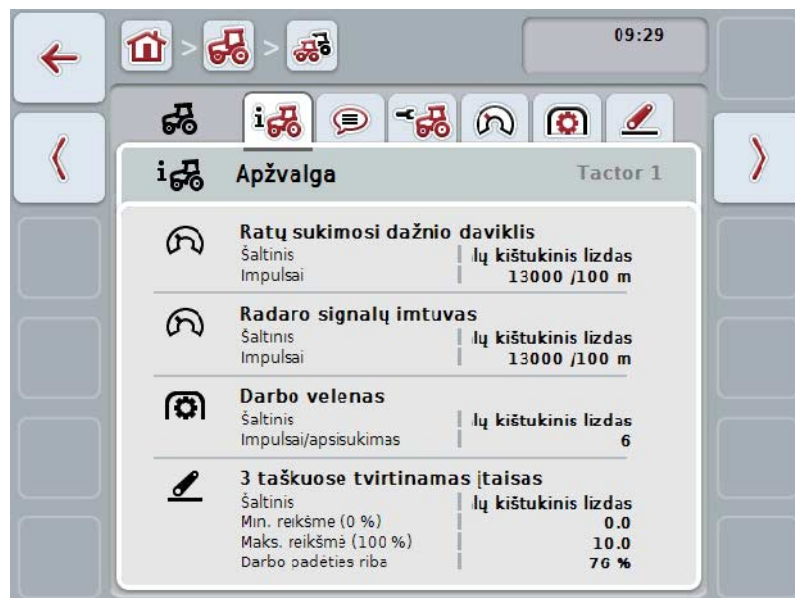 09:29
Apžvalga Tactor 1
Ratų sukimosi dažnio daviklis
Šaltinis lų kištukinis lizdas
Impulsai 13000 /100 m
Radaro signalų imtuvas
Šaltinis lų kištukinis lizdas
Impulsai 13000 /100 m
Darbo velenas
Šaltinis lų kištukinis lizdas
Impulsai/apsisukimas 6
3 taškuose tvirtinamas įtaisas
Šaltinis lų kištukinis lizdas
Min. reikšme (0 %) 0.0
Maks. reikšmė (100 %) 10.0
Darbo padėties riba 76 %